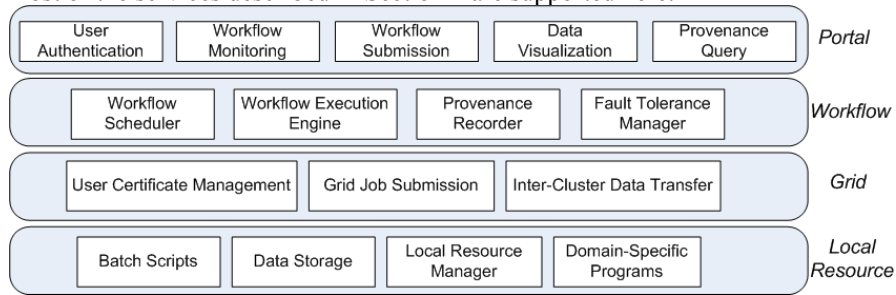 User Authentication
Workflow Monitoring
Workflow Submission
Data Visualization
Provenance Query
Portal
Workflow Scheduler
Workflow Execution Engine
Provenance Recorder
Fault Tolerance Manager
Workflow
User Certificate Management
Grid Job Submission
Inter-Cluster Data Transfer
Grid
Batch Scripts
Data Storage
Local Resource Manager
Domain-Specific Programs
Local Resource